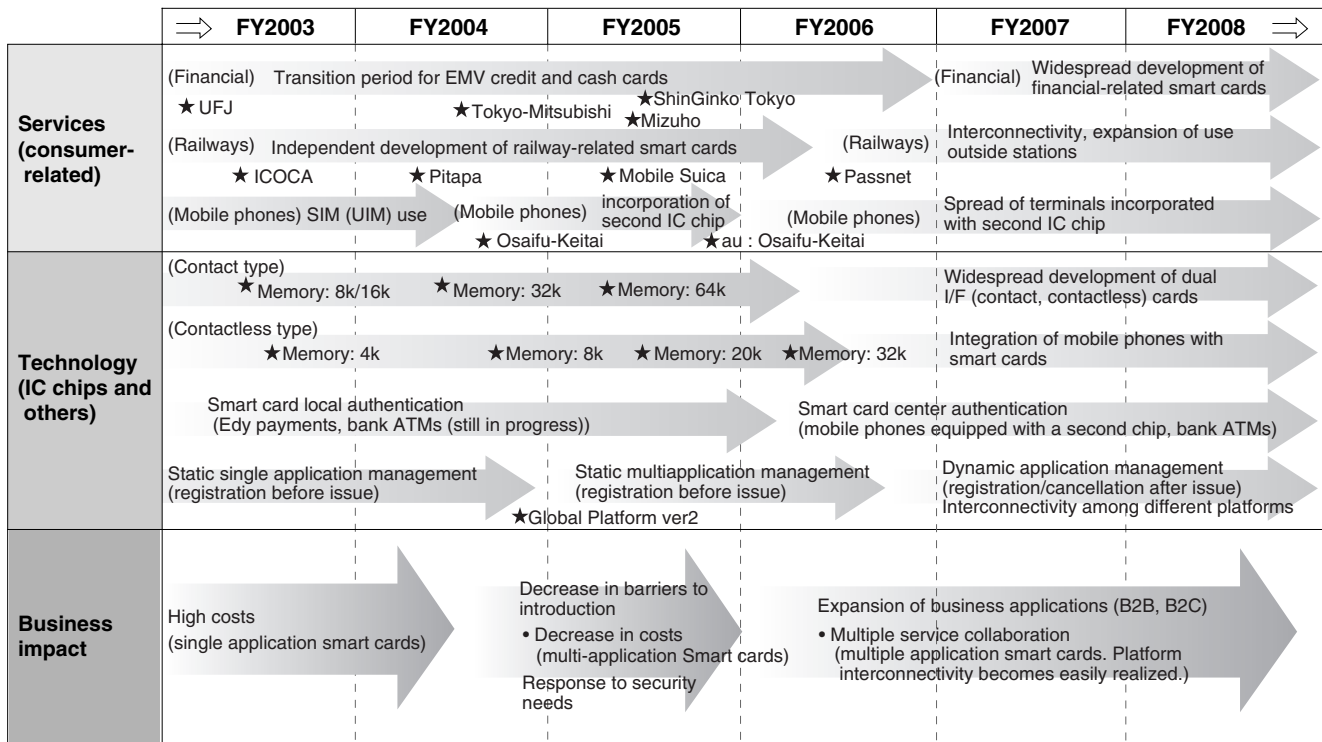 FY2003 FY2004 FY2005 FY2006 FY2007 FY2008
Services
(consumer-
related)
(Financial) Transition period for EMV credit and cash cards
★UFJ ★Tokyo-Mitsubishi ★ShinGinko Tokyo
★Mizuho
(Financial) Widespread development of
financial-related smart cards
(Railways) Independent development of railway-related smart cards
★ICOCA ★Pitapa ★Mobile Suica ★Passnet
(Railways) Interconnectivity, expansion of use
outside stations
(Mobile phones) SIM (UIM) use
(Mobile phones) incorporation of
second IC chip
★Osaifu-Keitai ★au : Osaifu-Keitai
(Mobile phones) Spread of terminals incorporated
with second IC chip
Technology
(IC chips and
others)
(Contact type)
★Memory: 8k/16k ★Memory: 32k ★Memory: 64k
Widespread development of dual
I/F (contact, contactless) cards
(Contactless type)
★Memory: 4k ★Memory: 8k ★Memory: 20k ★Memory: 32k
Integration of mobile phones with
smart cards
Smart card local authentication
(Edy payments, bank ATMs (still in progress))
Smart card center authentication
(mobile phones equipped with a second chip, bank ATMs)
Static single application management
(registration before issue)
Static multiapplication management
(registration before issue)
★Global Platform ver2
Dynamic application management
(registration/cancellation after issue)
Interconnectivity among different platforms
Business
impact
High costs
(single application smart cards)
Decrease in barriers to
introduction
• Decrease in costs
(multi-application Smart cards)
Response to security
needs
Expansion of business applications (B2B, B2C)
• Multiple service collaboration
(multiple application smart cards. Platform
interconnectivity becomes easily realized.)